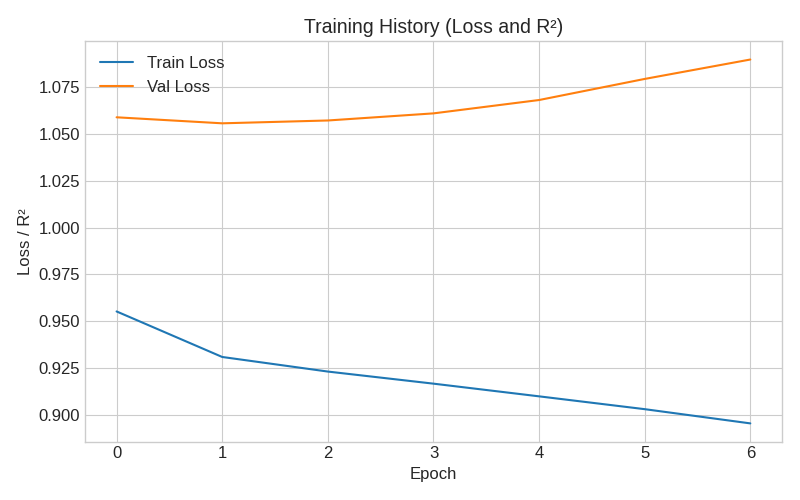 Training History (Loss and R²)
Train Loss
Val Loss
1.075
1.050
1.025
1.000
0.975
0.950
0.925
0.900
Loss / R²
0 1 2 3 4 5 6
Epoch